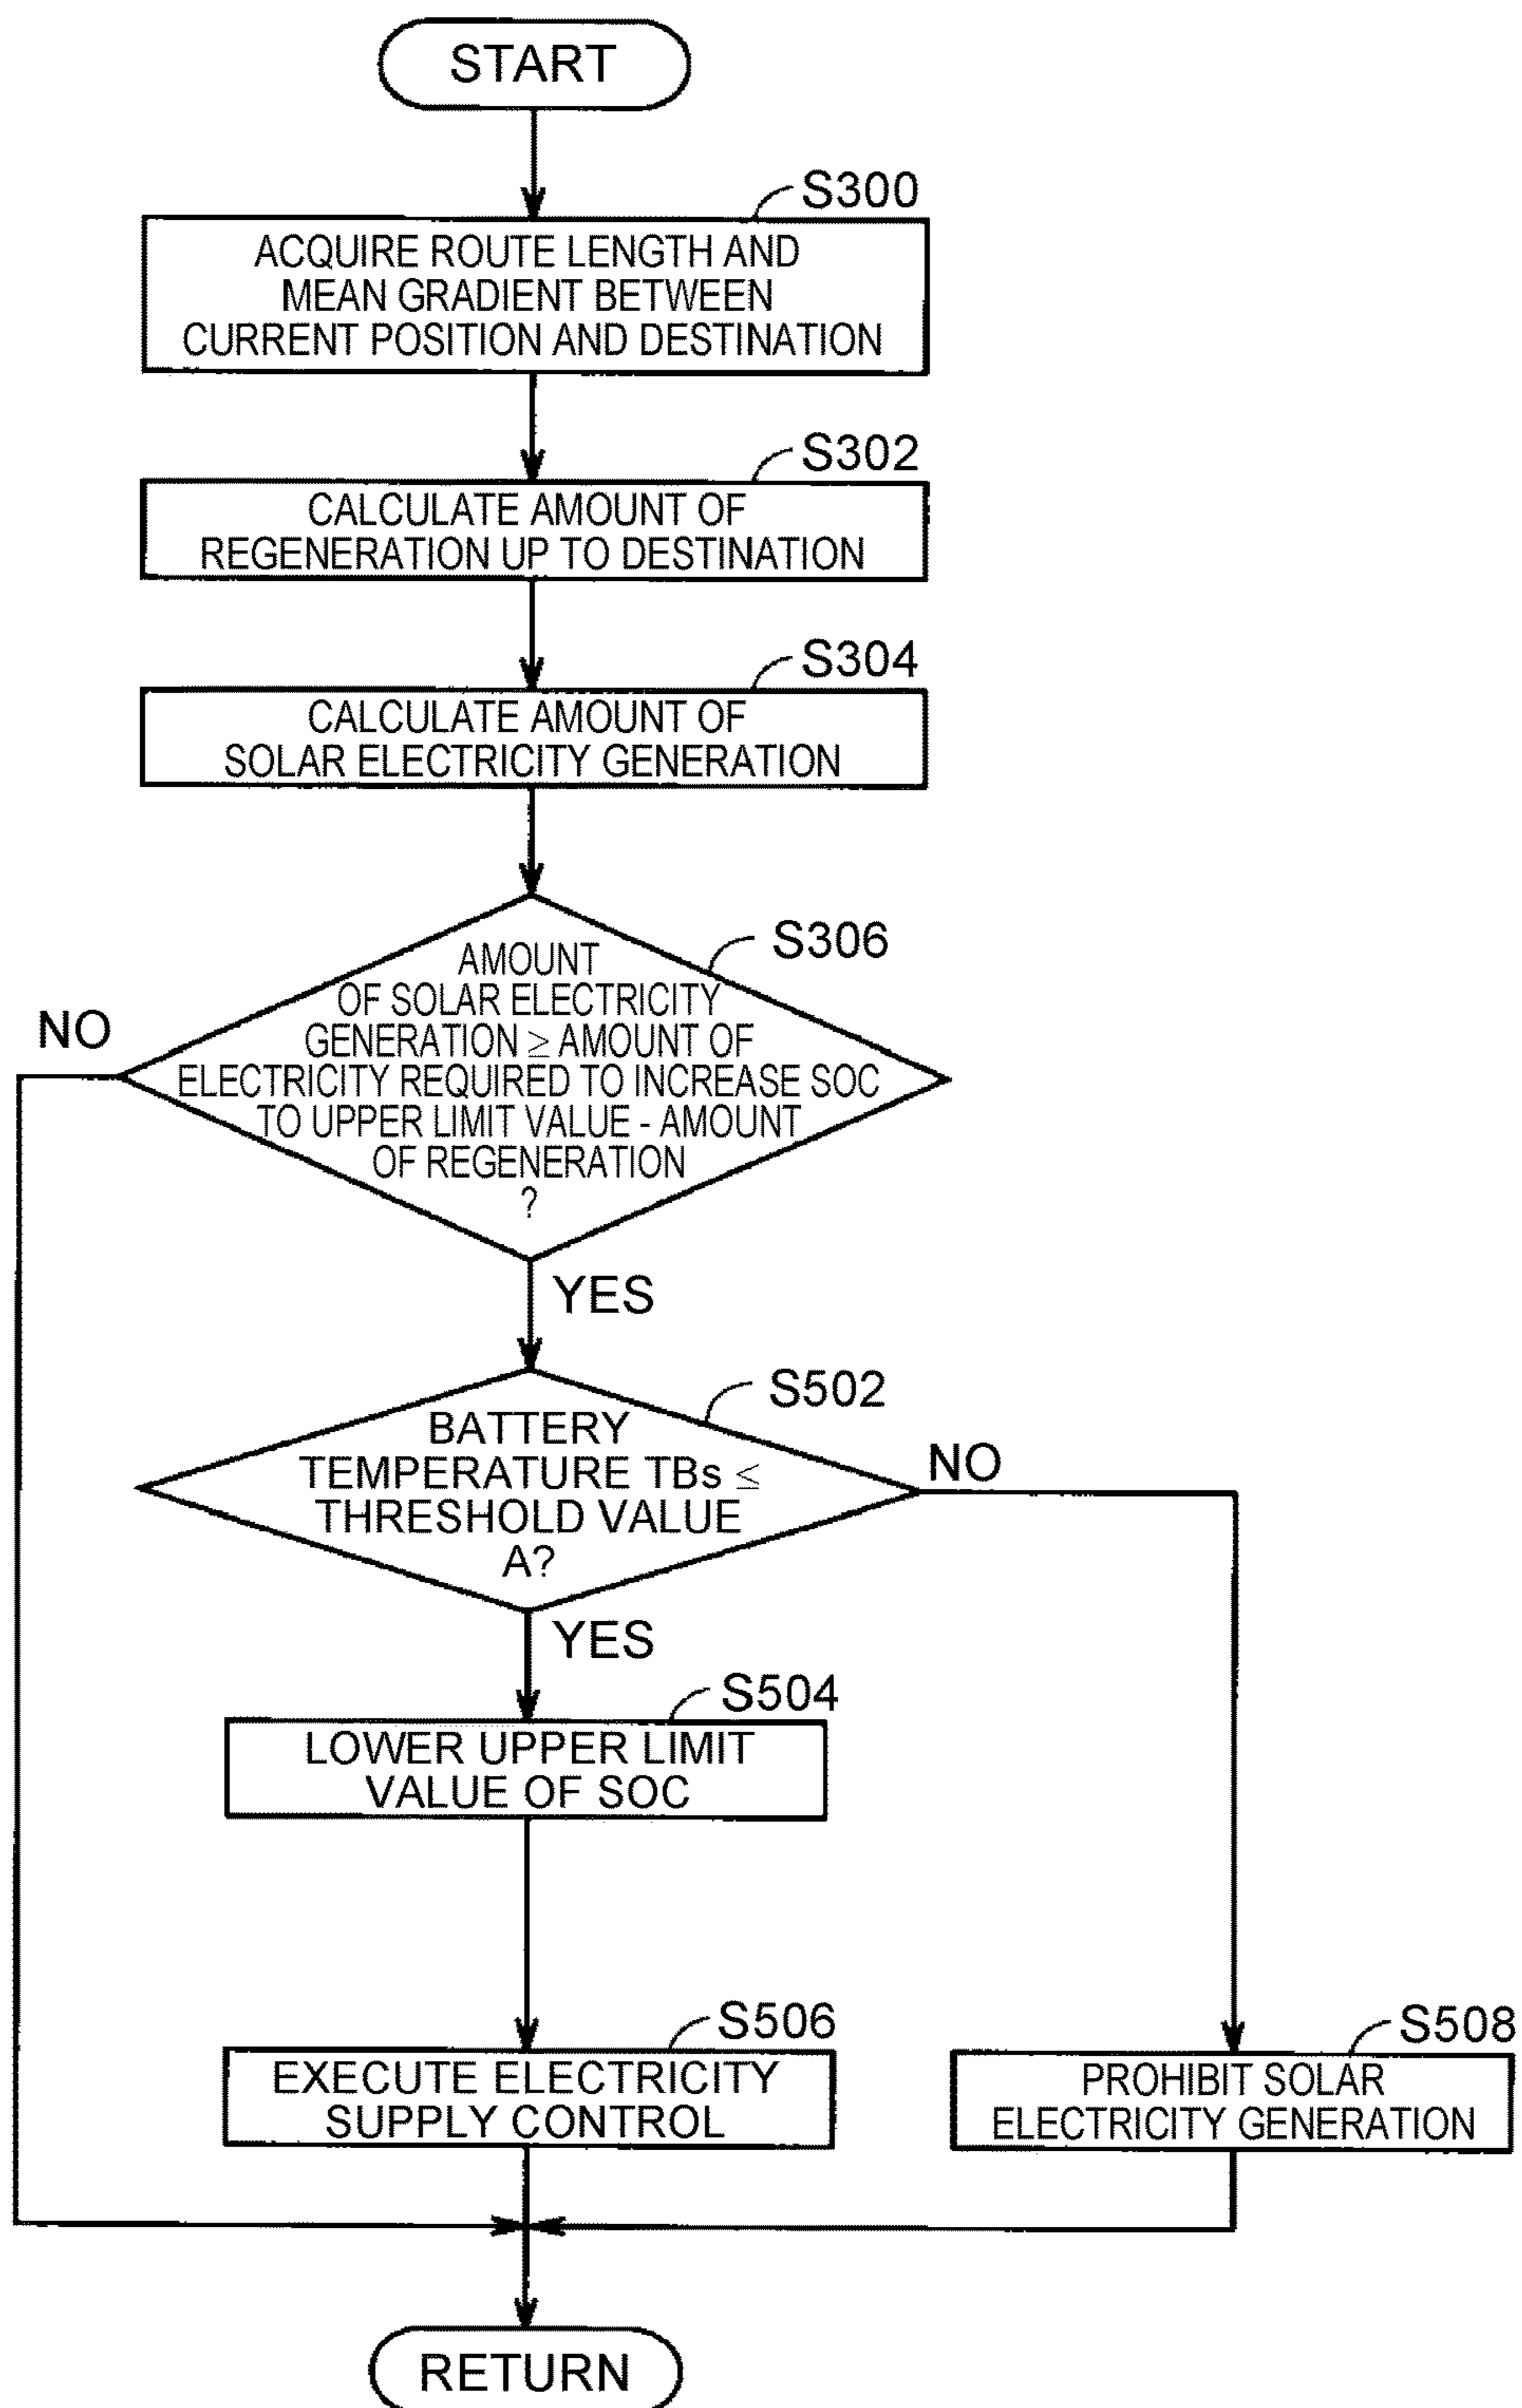 START
S300
ACQUIRE ROUTE LENGTH AND
MEAN GRADIENT BETWEEN
CURRENT POSITION AND DESTINATION
S302
CALCULATE AMOUNT OF
REGENERATION UP TO DESTINATION
S304
CALCULATE AMOUNT OF
SOLAR ELECTRICITY GENERATION
S306
AMOUNT
OF SOLAR ELECTRICITY
GENERATION ≥ AMOUNT OF
ELECTRICITY REQUIRED TO INCREASE SOC
TO UPPER LIMIT VALUE - AMOUNT
OF REGENERATION
?
NO
YES
S502
BATTERY
TEMPERATURE TBs ≤
THRESHOLD VALUE
A?
NO
YES
S504
LOWER UPPER LIMIT
VALUE OF SOC
S506
EXECUTE ELECTRICITY
SUPPLY CONTROL
S508
PROHIBIT SOLAR
ELECTRICITY GENERATION
RETURN